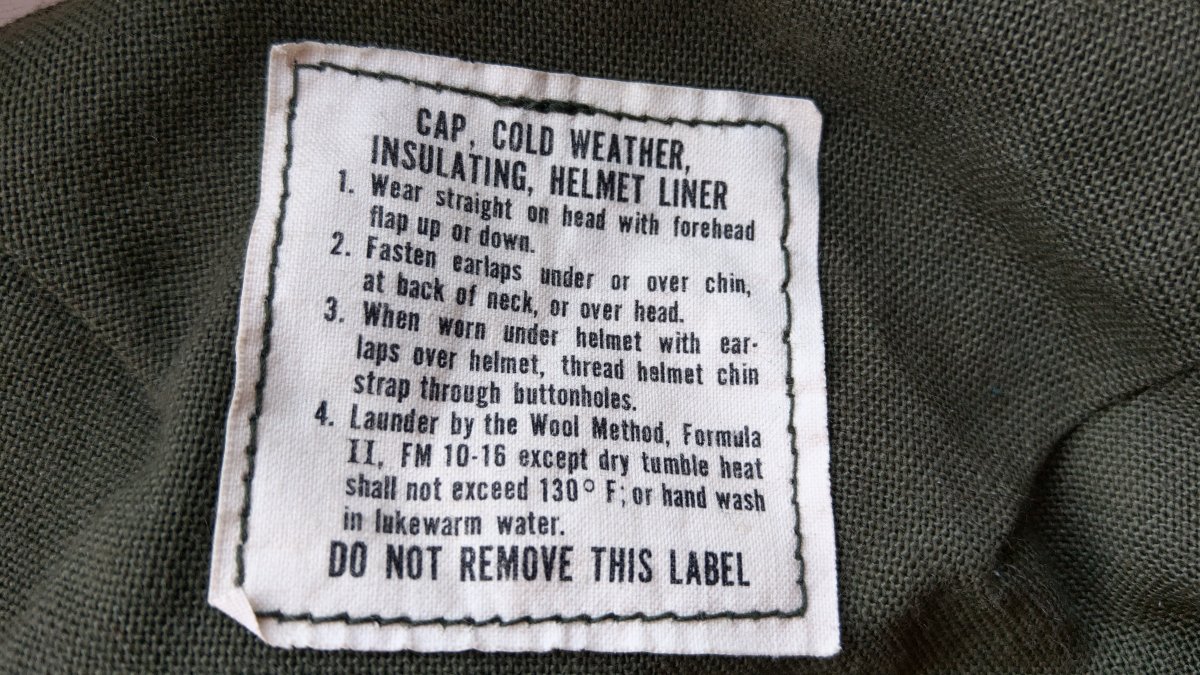 CAP, COLD WEATHER,
INSULATING, HELMET LINER
1. Wear straight on head with forehead
flap up or down.
2. Fasten earlaps under or over chin,
at back of neck, or over head.
3. When worn under helmet with ear-
laps over helmet, thread helmet chin
strap through buttonholes.
4. Launder by the Wool Method, Formula
II, FM 10-16 except dry tumble heat
shall not exceed 130° F; or hand wash
in lukewarm water.
DO NOT REMOVE THIS LABEL